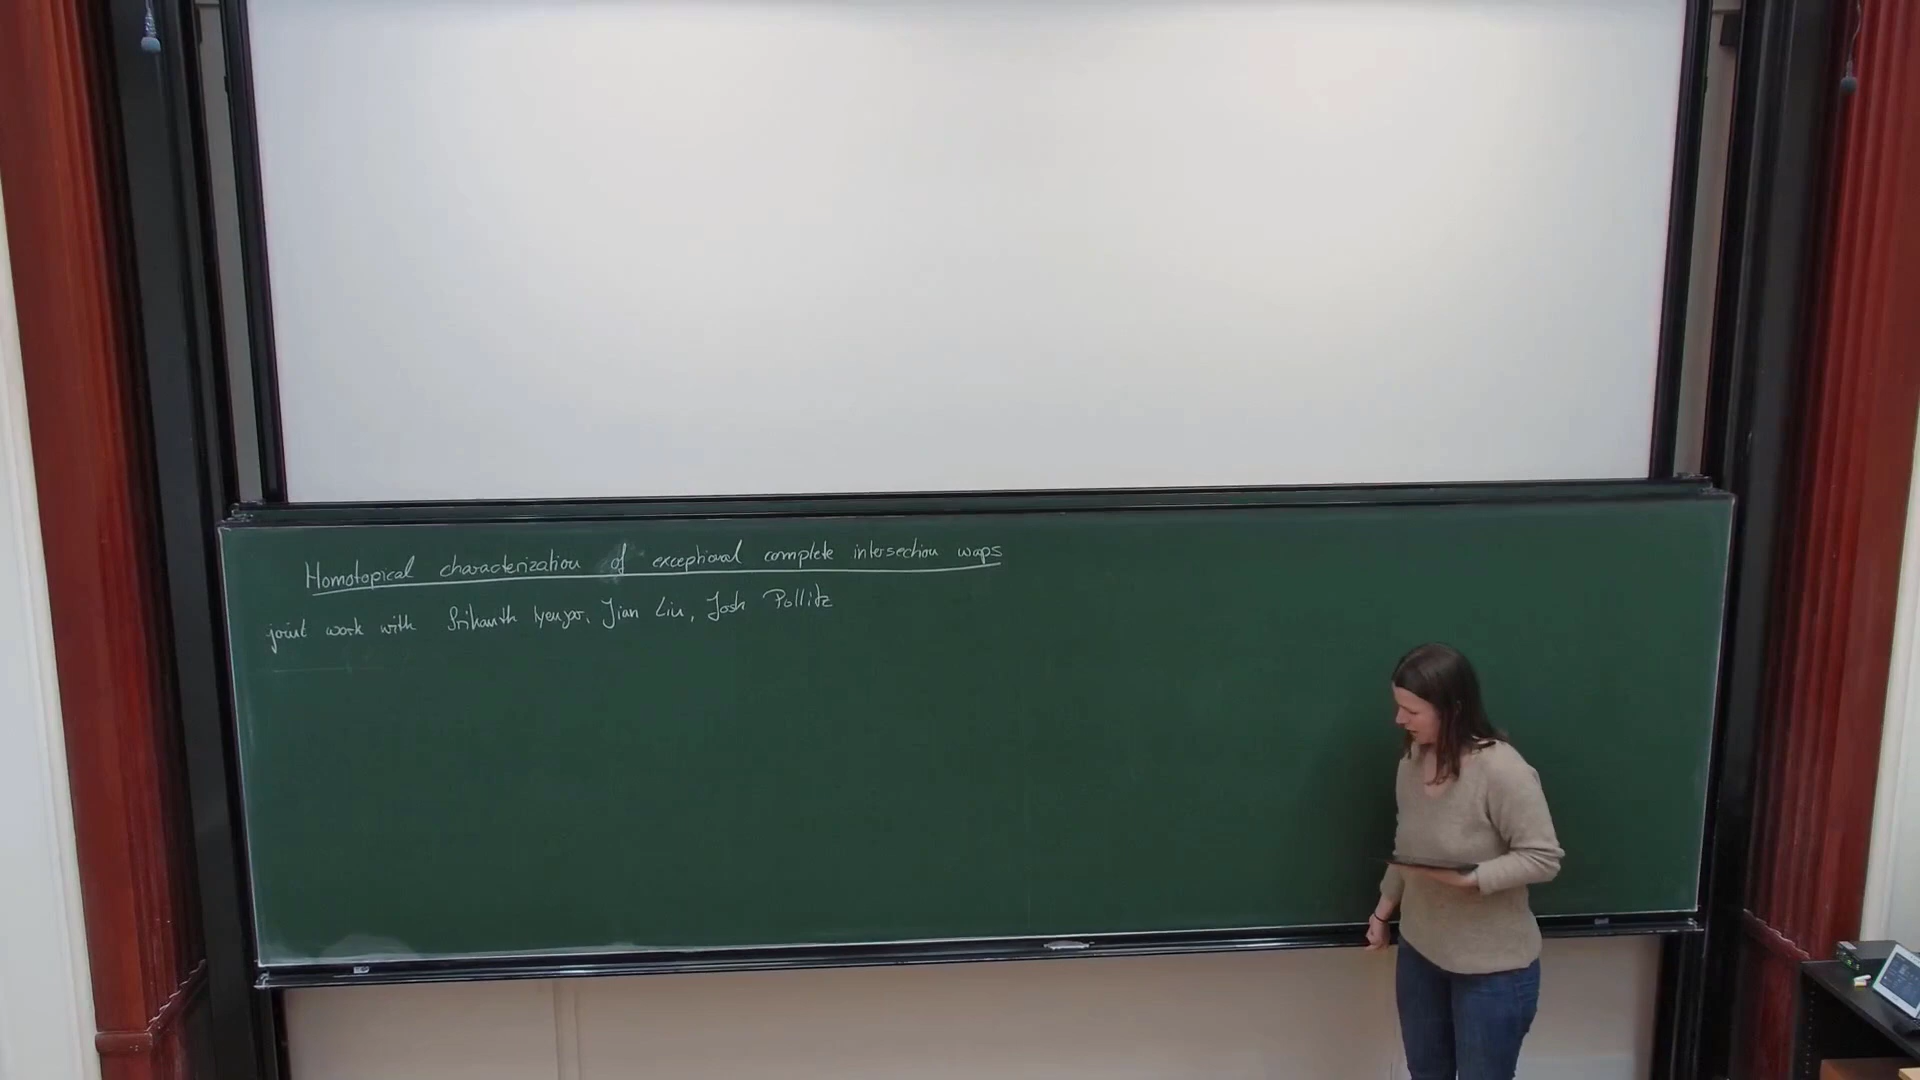 Homotopical characterization of exceptional complete intersection maps
joint work with Srikanth Iyengar, Jian Liu, Josh Pollitz